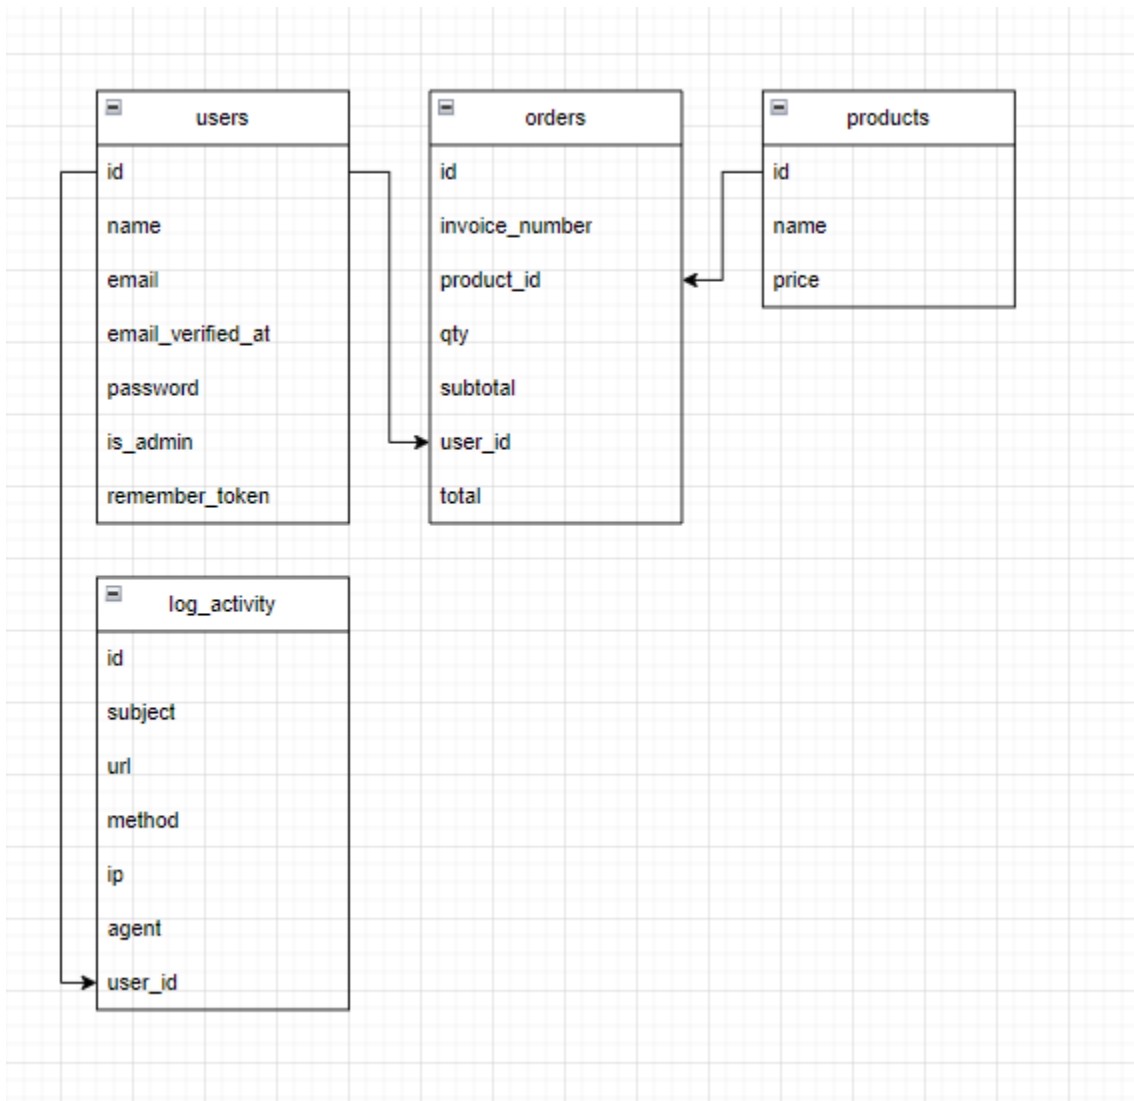 users
id
name
email
email_verified_at
password
is_admin
remember_token
orders
id
invoice_number
product_id
qty
subtotal
user_id
total
products
id
name
price
log_activity
id
subject
url
method
ip
agent
user_id